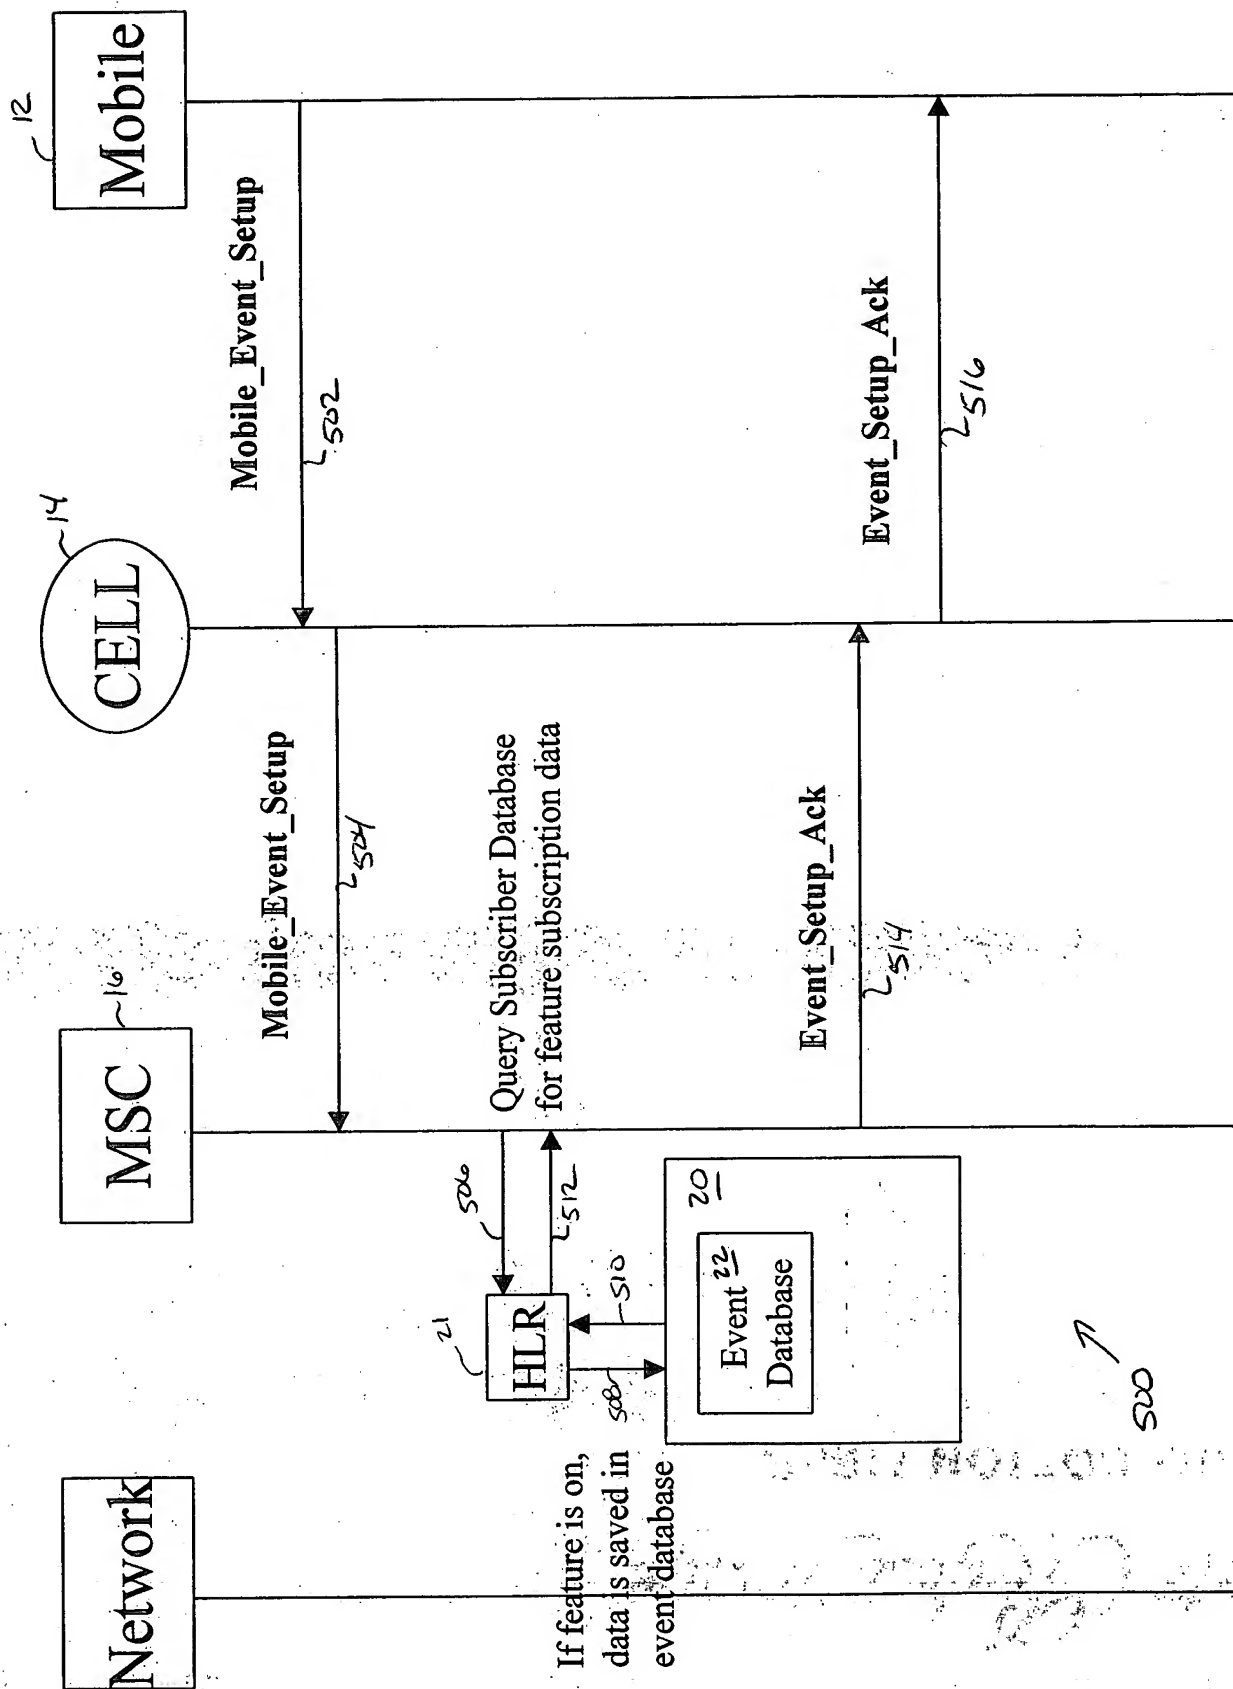 Network
MSC
16
CELL
14
Mobile
12
Mobile_Event_Setup
502
Mobile_Event_Setup
504
Query Subscriber Database
for feature subscription data
506
512
21
HLR
510
508
If feature is on,
data is saved in
event database
20
Event 22
Database
Event_Setup_Ack
514
Event_Setup_Ack
516
500